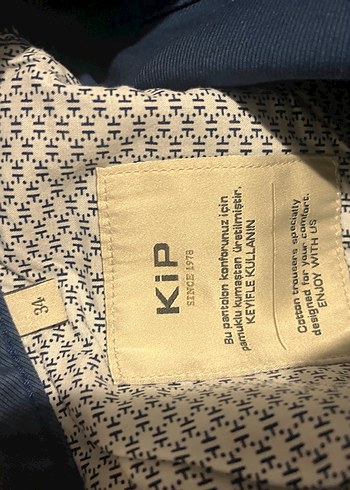 KiP
SINCE 1978
Bu pantolon konforunuz için
pamuklu kumaştan üretilmiştir.
KEYİFLE KULLANIN
Cotton trousers specially
designed for your comfort.
ENJOY WITH US
34